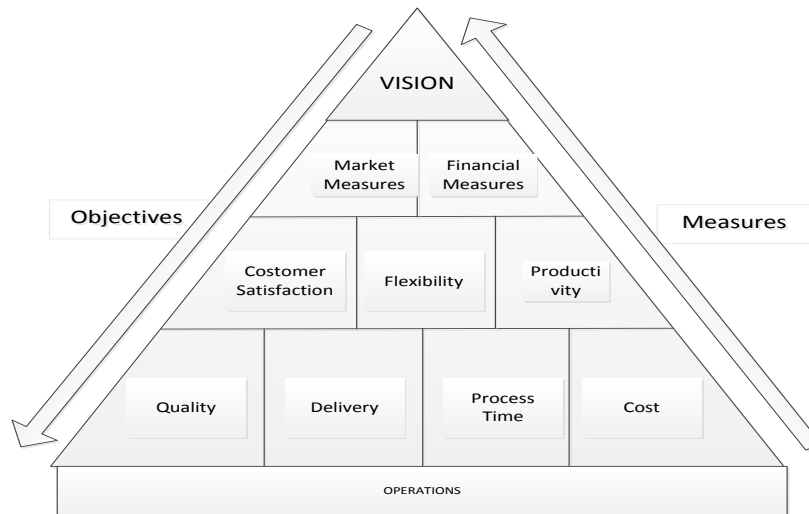 VISION
Market
Measures
Financial
Measures
Objectives
Measures
Costomer
Satisfaction
Flexibility
Producti
vity
Quality
Delivery
Process
Time
Cost
OPERATIONS